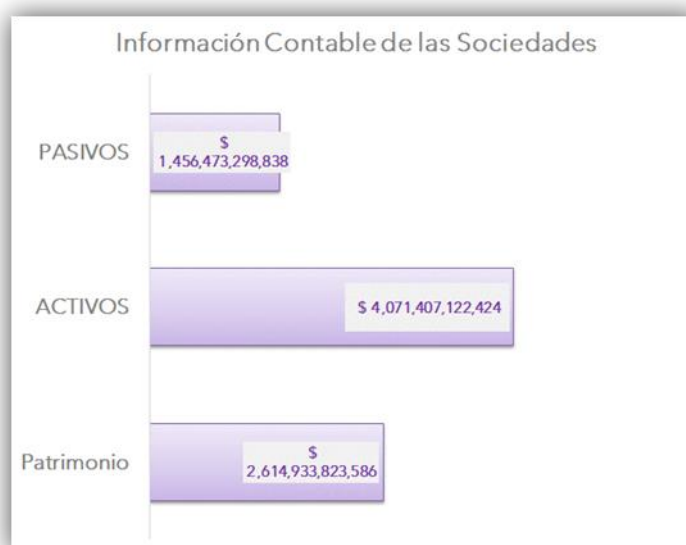 Información Contable de las Sociedades
PASIVOS
$
1,456,473,298,838
ACTIVOS
$ 4,071,407,122,424
Patrimonio
$
2,614,933,823,586